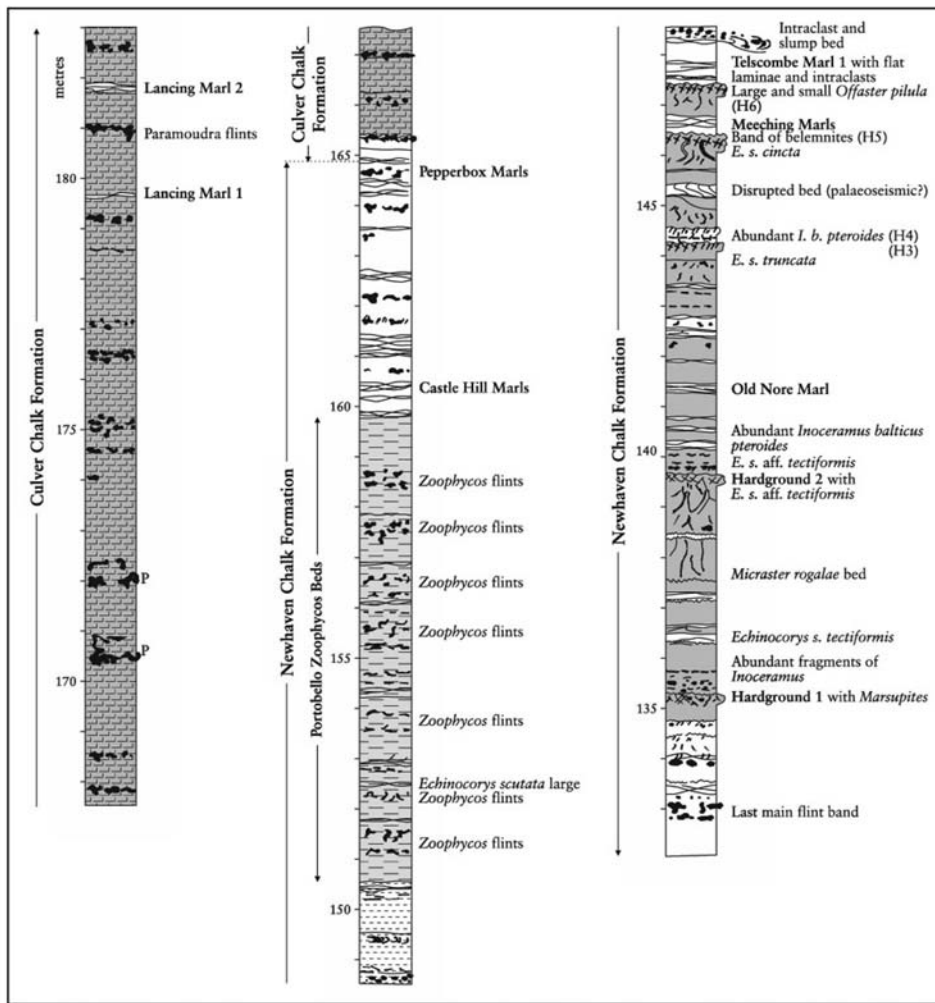 metres
Culver Chalk Formation
180
175
170
Lancing Marl 2
Paramoudra flints
Lancing Marl 1
P
P
Culver Chalk
Formation
Newhaven Chalk Formation
Portobello Zoophycos Beds
165
160
155
150
Pepperbox Marls
Castle Hill Marls
Zoophycos flints
Zoophycos flints
Zoophycos flints
Zoophycos flints
Zoophycos flints
Echinocorys scutata large
Zoophycos flints
Zoophycos flints
Newhaven Chalk Formation
145
140
135
Intraclast and
slump bed
Telscombe Marl 1 with flat
laminae and intraclasts
Large and small Offaster pilula
(H6)
Meeching Marls
Band of belemnites (H5)
E. s. cincta
Disrupted bed (palaeoseismic?)
Abundant I. b. pteroides (H4)
(H3)
E. s. truncata
Old Nore Marl
Abundant Inoceramus balticus
pteroides
E. s. aff. tectiformis
Hardground 2 with
E. s. aff. tectiformis
Micraster rogalae bed
Echinocorys s. tectiformis
Abundant fragments of
Inoceramus
Hardground 1 with Marsupites
Last main flint band